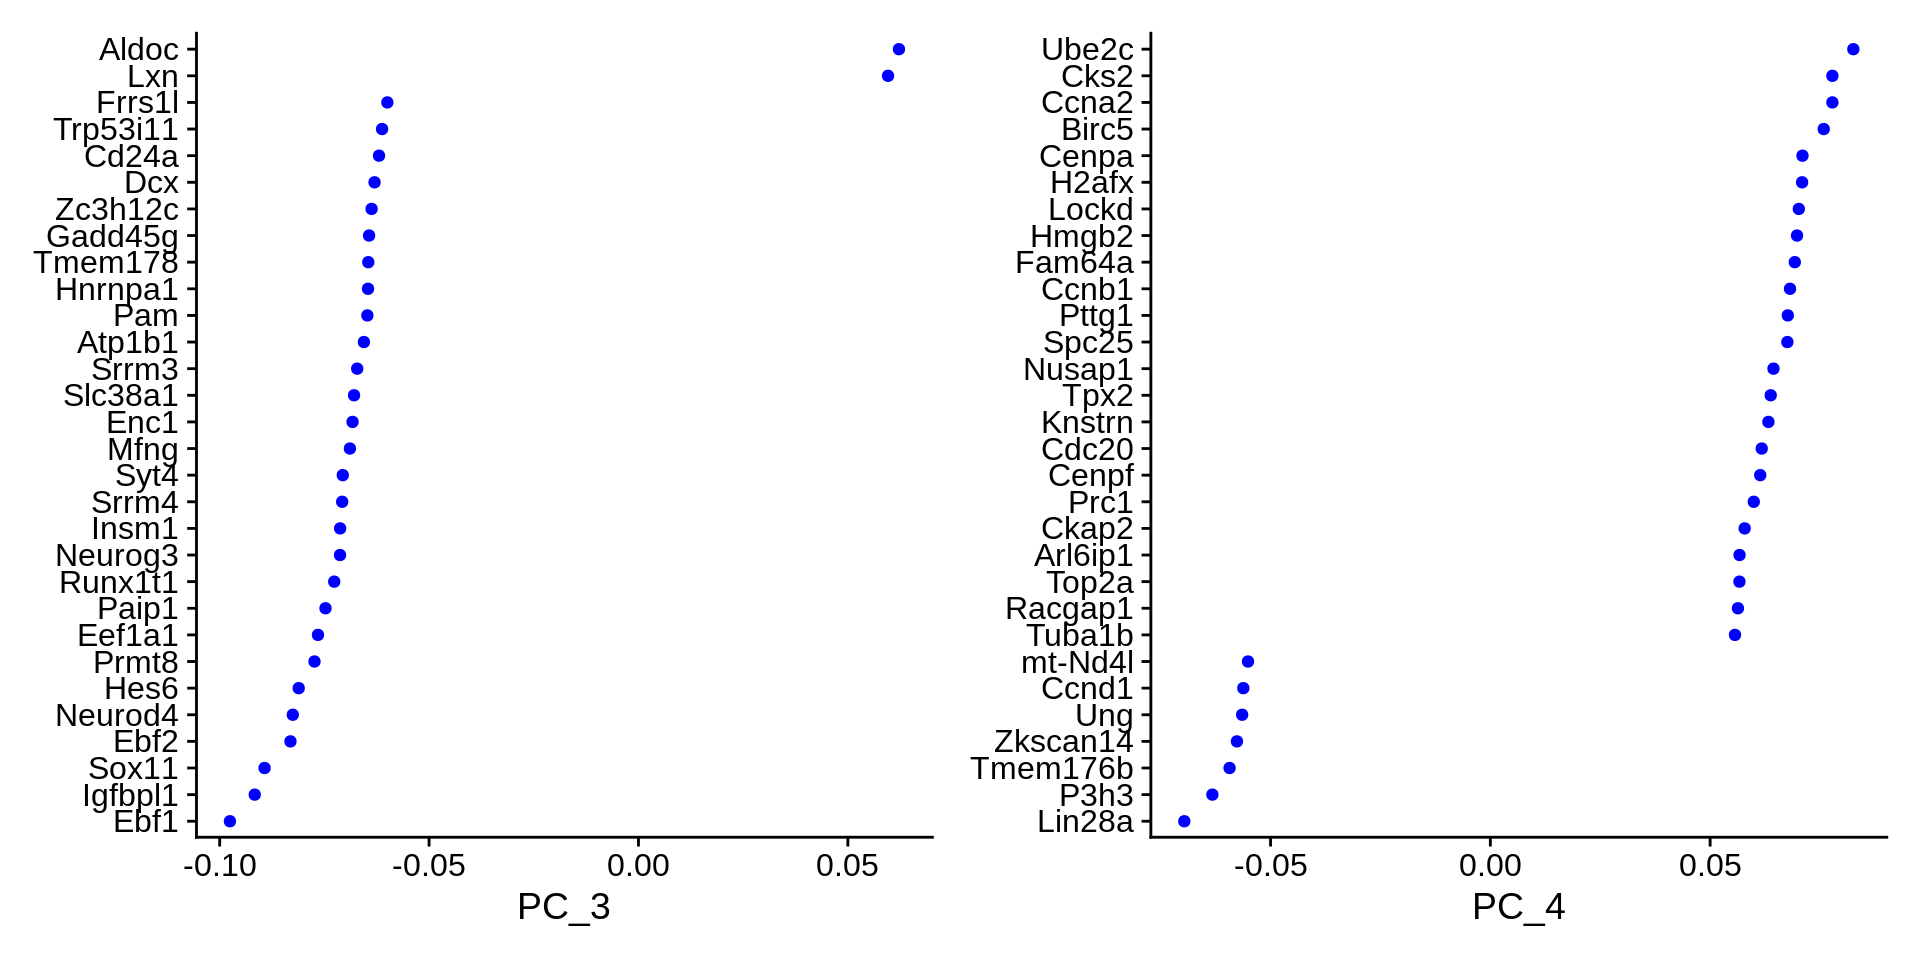 Aldoc
Lxn
Frrs1l
Trp53i11
Cd24a
Dcx
Zc3h12c
Gadd45g
Tmem178
Hnrnpa1
Pam
Atp1b1
Srrm3
Slc38a1
Enc1
Mfng
Syt4
Srrm4
Insm1
Neurog3
Runx1t1
Paip1
Eef1a1
Prmt8
Hes6
Neurod4
Ebf2
Sox11
Igfbpl1
Ebf1
-0.10 -0.05 0.00 0.05
PC_3
Ube2c
Cks2
Ccna2
Birc5
Cenpa
H2afx
Lockd
Hmgb2
Fam64a
Ccnb1
Pttg1
Spc25
Nusap1
Tpx2
Knstrn
Cdc20
Cenpf
Prc1
Ckap2
Arl6ip1
Top2a
Racgap1
Tuba1b
mt-Nd4l
Ccnd1
Ung
Zkscan14
Tmem176b
P3h3
Lin28a
-0.05 0.00 0.05
PC_4